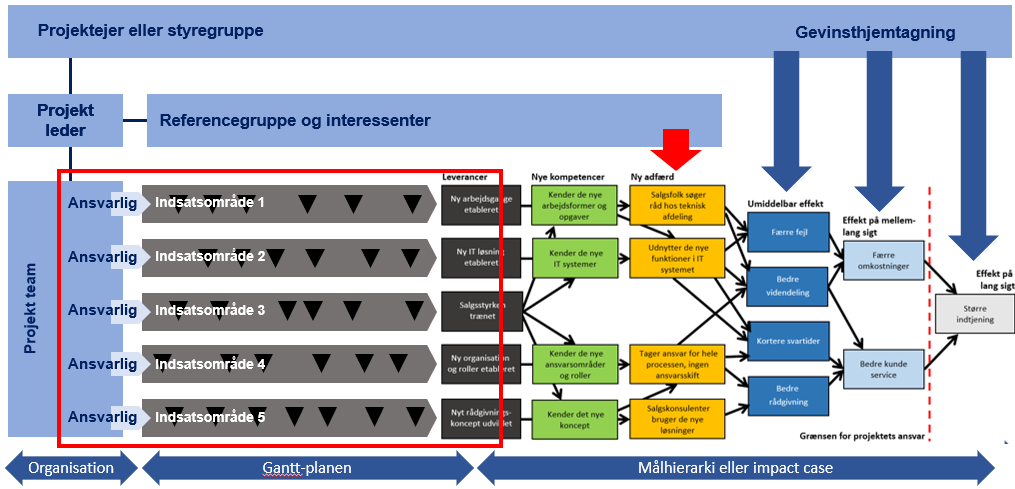 Projektejer eller styregruppe
Gevinsthjemtagning
Projekt
leder
Referencegruppe og interessenter
Projekt team
Ansvarlig
Indsatsområde 1
Ansvarlig
Indsatsområde 2
Ansvarlig
Indsatsområde 3
Ansvarlig
Indsatsområde 4
Ansvarlig
Indsatsområde 5
Leverancer
Ny arbejdsgange
etableret
Ny IT løsning
etableret
Salgsstyrken
trænet
Ny organisation
og roller etableret
Nyt rådgivnings-
koncept udviklet
Nye kompetencer
Kender de nye
arbejdsformer og
opgaver
Kender de nye
IT systemer
Kender de nye
ansvarsområder
og roller
Kender det nye
koncept
Ny adfærd
Salgsfolk søger
råd hos teknisk
afdeling
Udnytter de nye
funktioner i IT
systemet
Tager ansvar for hele
processen, ingen
ansvarsskift
Salgskonsulenter
bruger de nye
løsninger
Umiddelbar effekt
Færre fejl
Bedre
videndeling
Kortere svartider
Bedre
rådgivning
Effekt på mellem-
lang sigt
Færre
omkostninger
Bedre kunde
service
Effekt på
lang sigt
Større
indtjening
Grænsen for projektets ansvar
Organisation
Gantt-planen
Målhierarki eller impact case